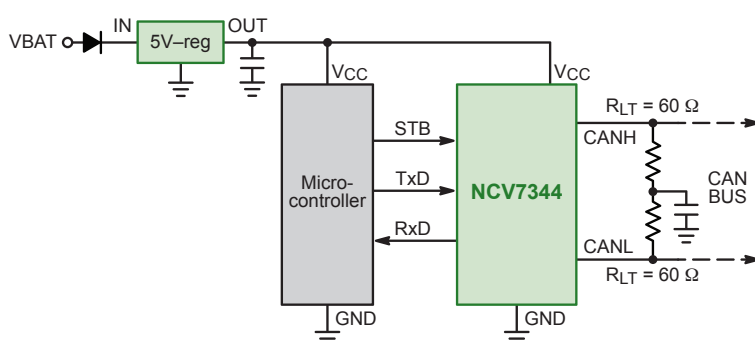 VBAT
IN
5V–reg
OUT
VCC
VCC
RLT = 60 Ω
CANH
STB
Micro-
controller
TxD
NCV7344
CAN
BUS
RxD
CANL
RLT = 60 Ω
GND
GND